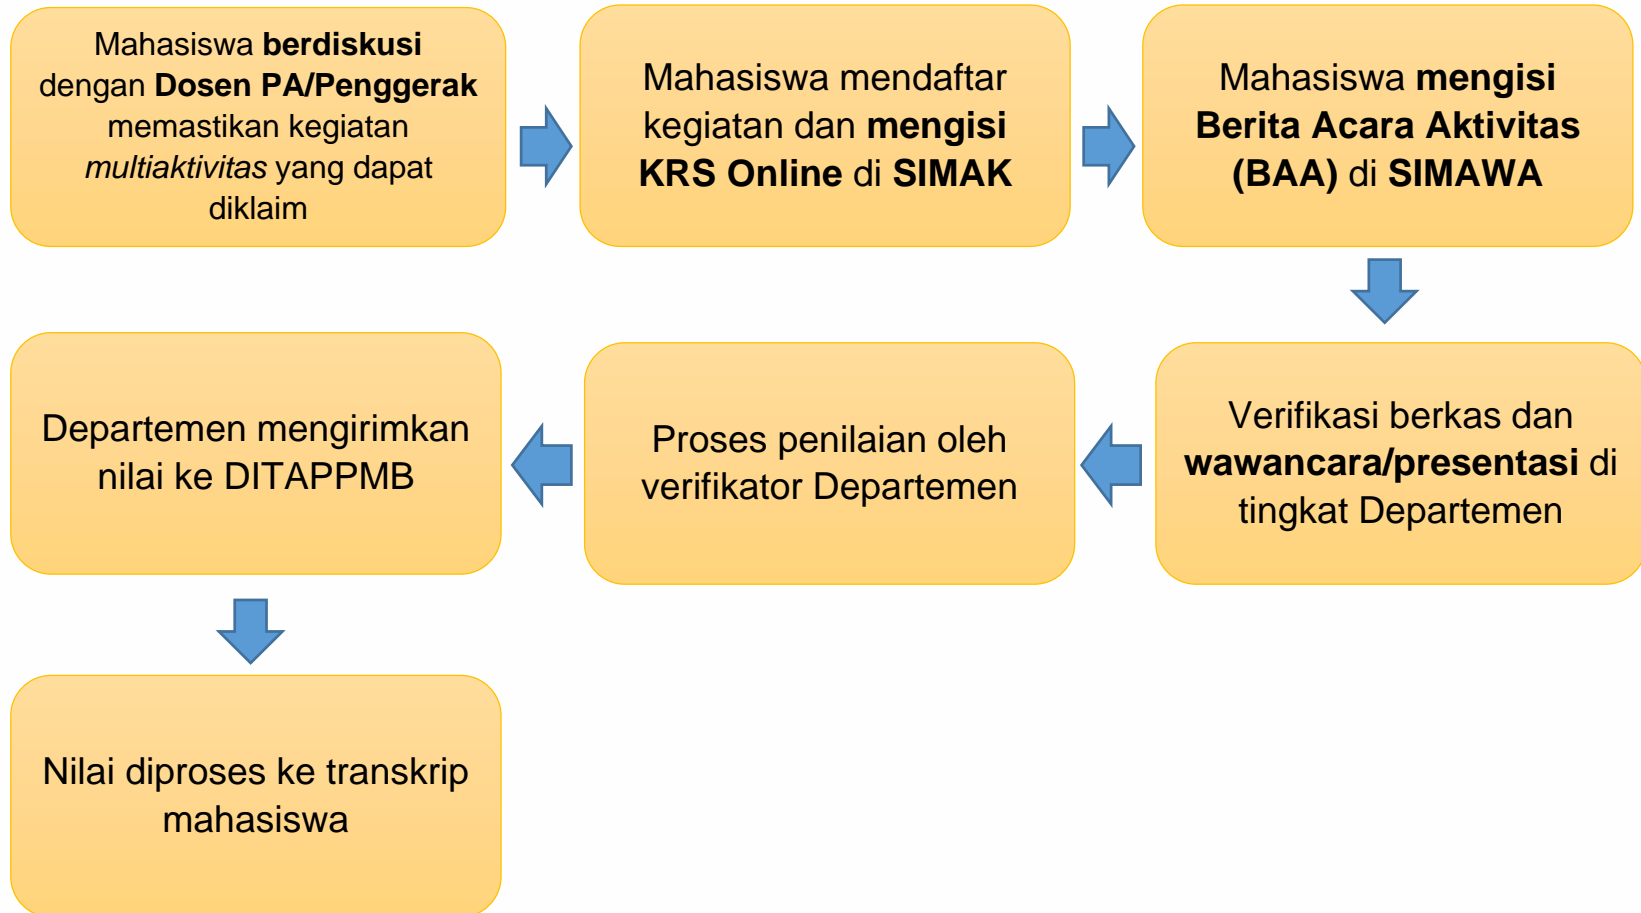 Mahasiswa berdiskusi
dengan Dosen PA/Penggerak
memastikan kegiatan
multiaktivitas yang dapat
diklaim
Mahasiswa mendaftar
kegiatan dan mengisi
KRS Online di SIMAK
Mahasiswa mengisi
Berita Acara Aktivitas
(BAA) di SIMAWA
Verifikasi berkas dan
wawancara/presentasi di
tingkat Departemen
Proses penilaian oleh
verifikator Departemen
Departemen mengirimkan
nilai ke DITAPPMB
Nilai diproses ke transkrip
mahasiswa